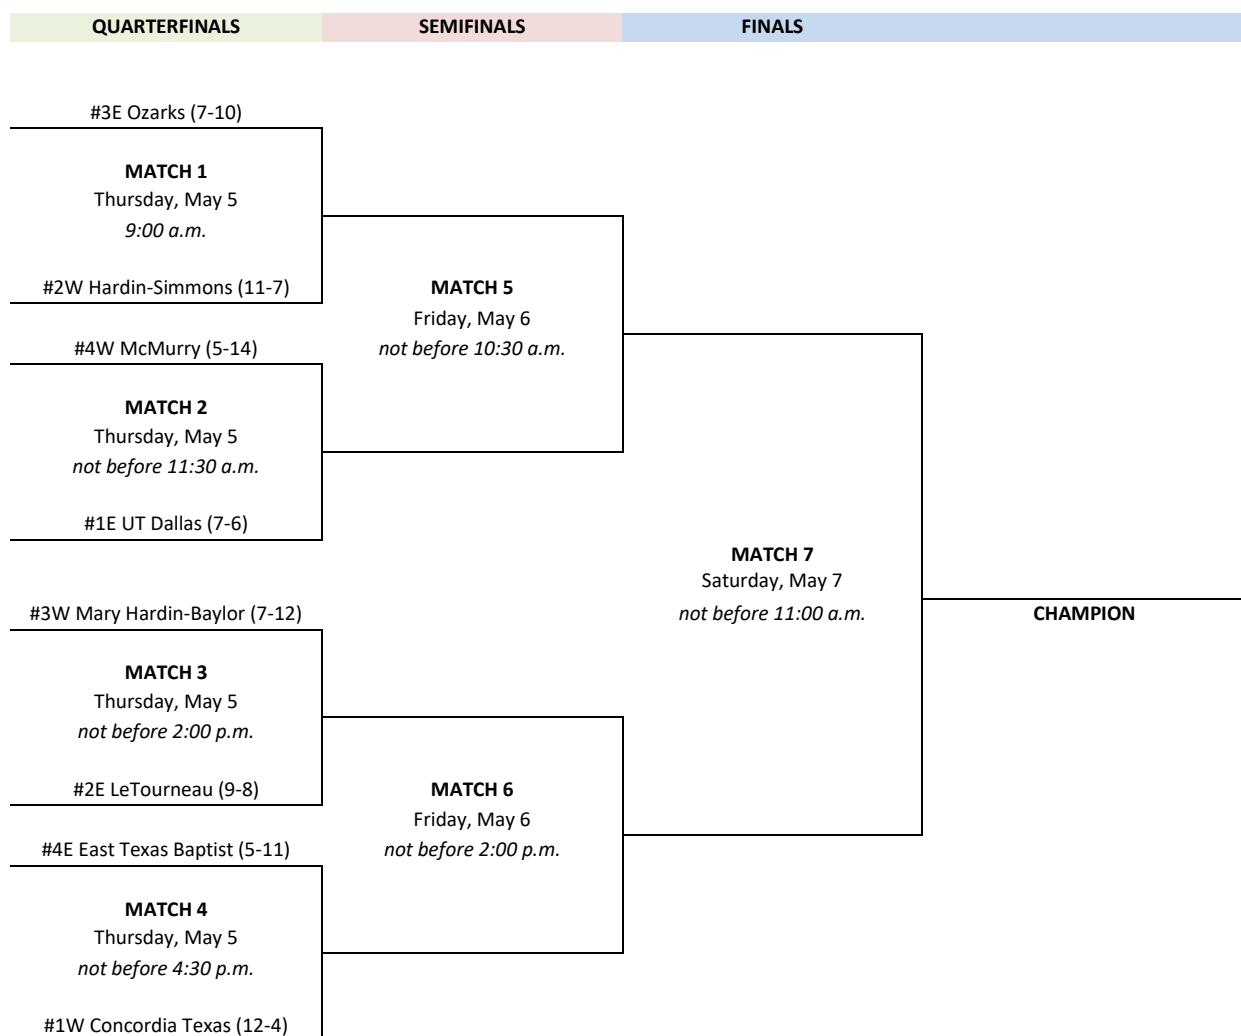 QUARTERFINALS SEMIFINALS FINALS
#3E Ozarks (7-10)
MATCH 1
Thursday, May 5
9:00 a.m.
#2W Hardin-Simmons (11-7)
#4W McMurry (5-14)
MATCH 2
Thursday, May 5
not before 11:30 a.m.
#1E UT Dallas (7-6)
#3W Mary Hardin-Baylor (7-12)
MATCH 3
Thursday, May 5
not before 2:00 p.m.
#2E LeTourneau (9-8)
#4E East Texas Baptist (5-11)
MATCH 4
Thursday, May 5
not before 4:30 p.m.
#1W Concordia Texas (12-4)
MATCH 5
Friday, May 6
not before 10:30 a.m.
MATCH 6
Friday, May 6
not before 2:00 p.m.
MATCH 7
Saturday, May 7
not before 11:00 a.m.
CHAMPION